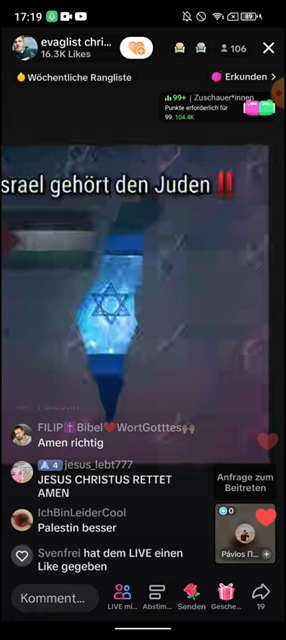 17:19
evaglist chri...
16.3K Likes
106
Wöchentliche Rangliste
Erkunden >
99+ | Zuschauer*innen
Punkte erforderlich für
99: 104.4K
srael gehört den Juden ‼️
FILIP✝️Bibel❤️WortGotttes🙌🏽
Amen richtig
4 jesus_lebt777
JESUS CHRISTUS RETTET
AMEN
IchBinLeiderCool
Palestin besser
Svenfrei hat dem LIVE einen
Like gegeben
Anfrage zum
Beitreten
0
Pávlos Π...
Komment...
LIVE mi...
Abstim...
Senden
Gesche...
19